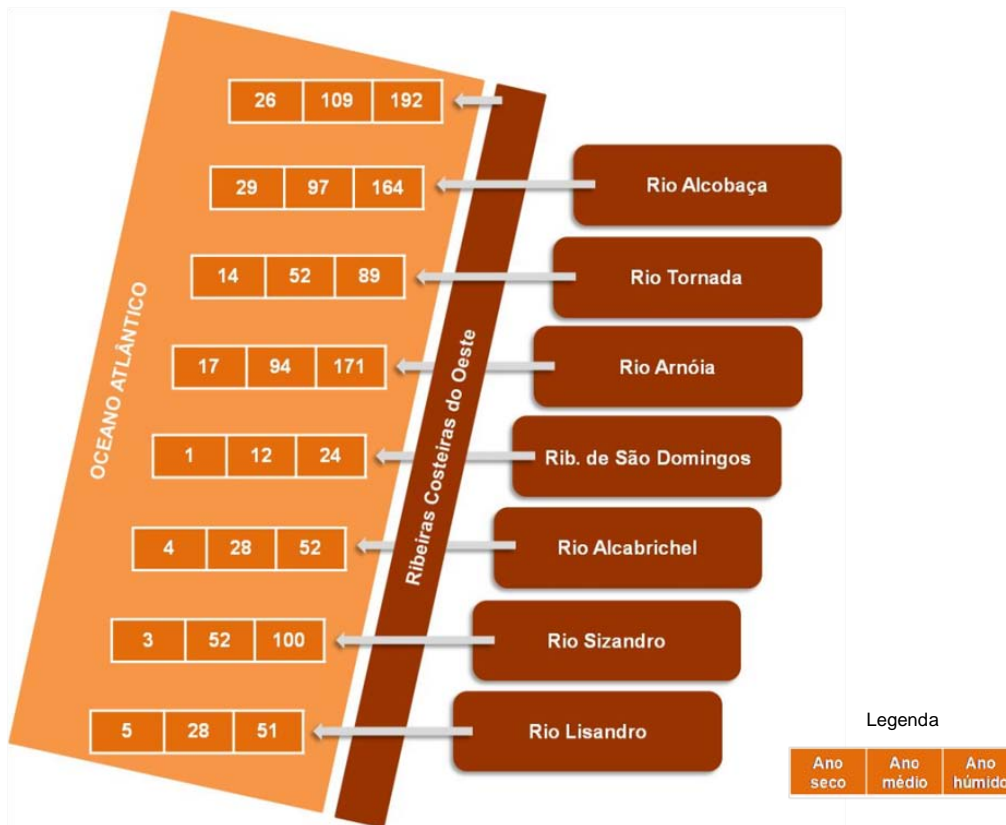 26 109 192
29 97 164
Rio Alcobaça
14 52 89
Rio Tornada
17 94 171
Rio Arnóia
1 12 24
Rib. de São Domingos
4 28 52
Rio Alcabrichel
3 52 100
Rio Sizandro
5 28 51
Rio Lisandro
OCEANO ATLÂNTICO
Ribeiras Costeiras do Oeste
Legenda
Ano Ano Ano
seco médio húmido